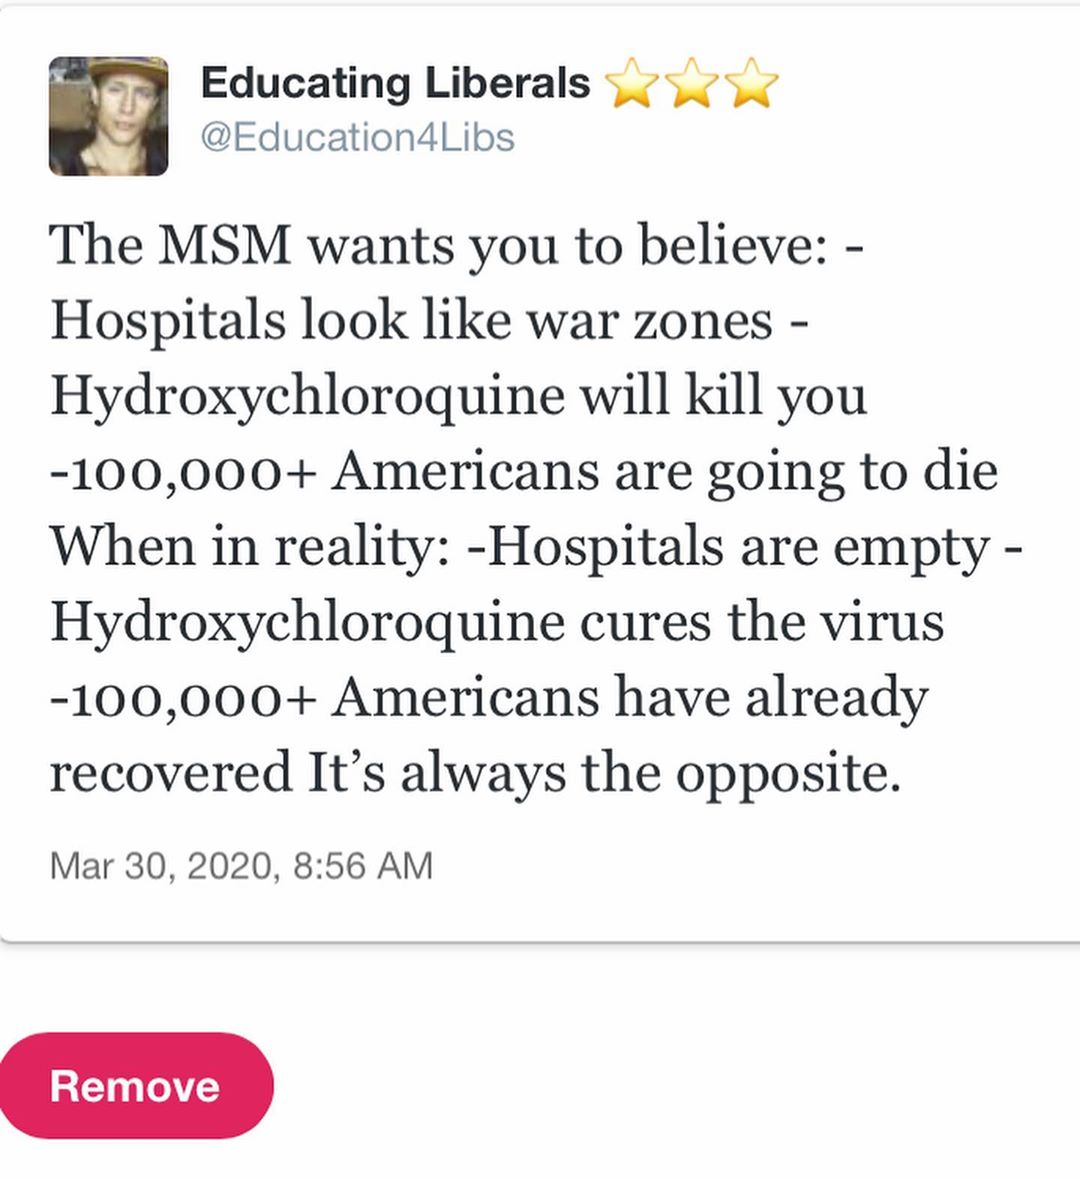 Educating Liberals ⭐⭐⭐
@Education4Libs
The MSM wants you to believe: -
Hospitals look like war zones -
Hydroxychloroquine will kill you
-100,000+ Americans are going to die
When in reality: -Hospitals are empty -
Hydroxychloroquine cures the virus
-100,000+ Americans have already
recovered It’s always the opposite.
Mar 30, 2020, 8:56 AM
Remove